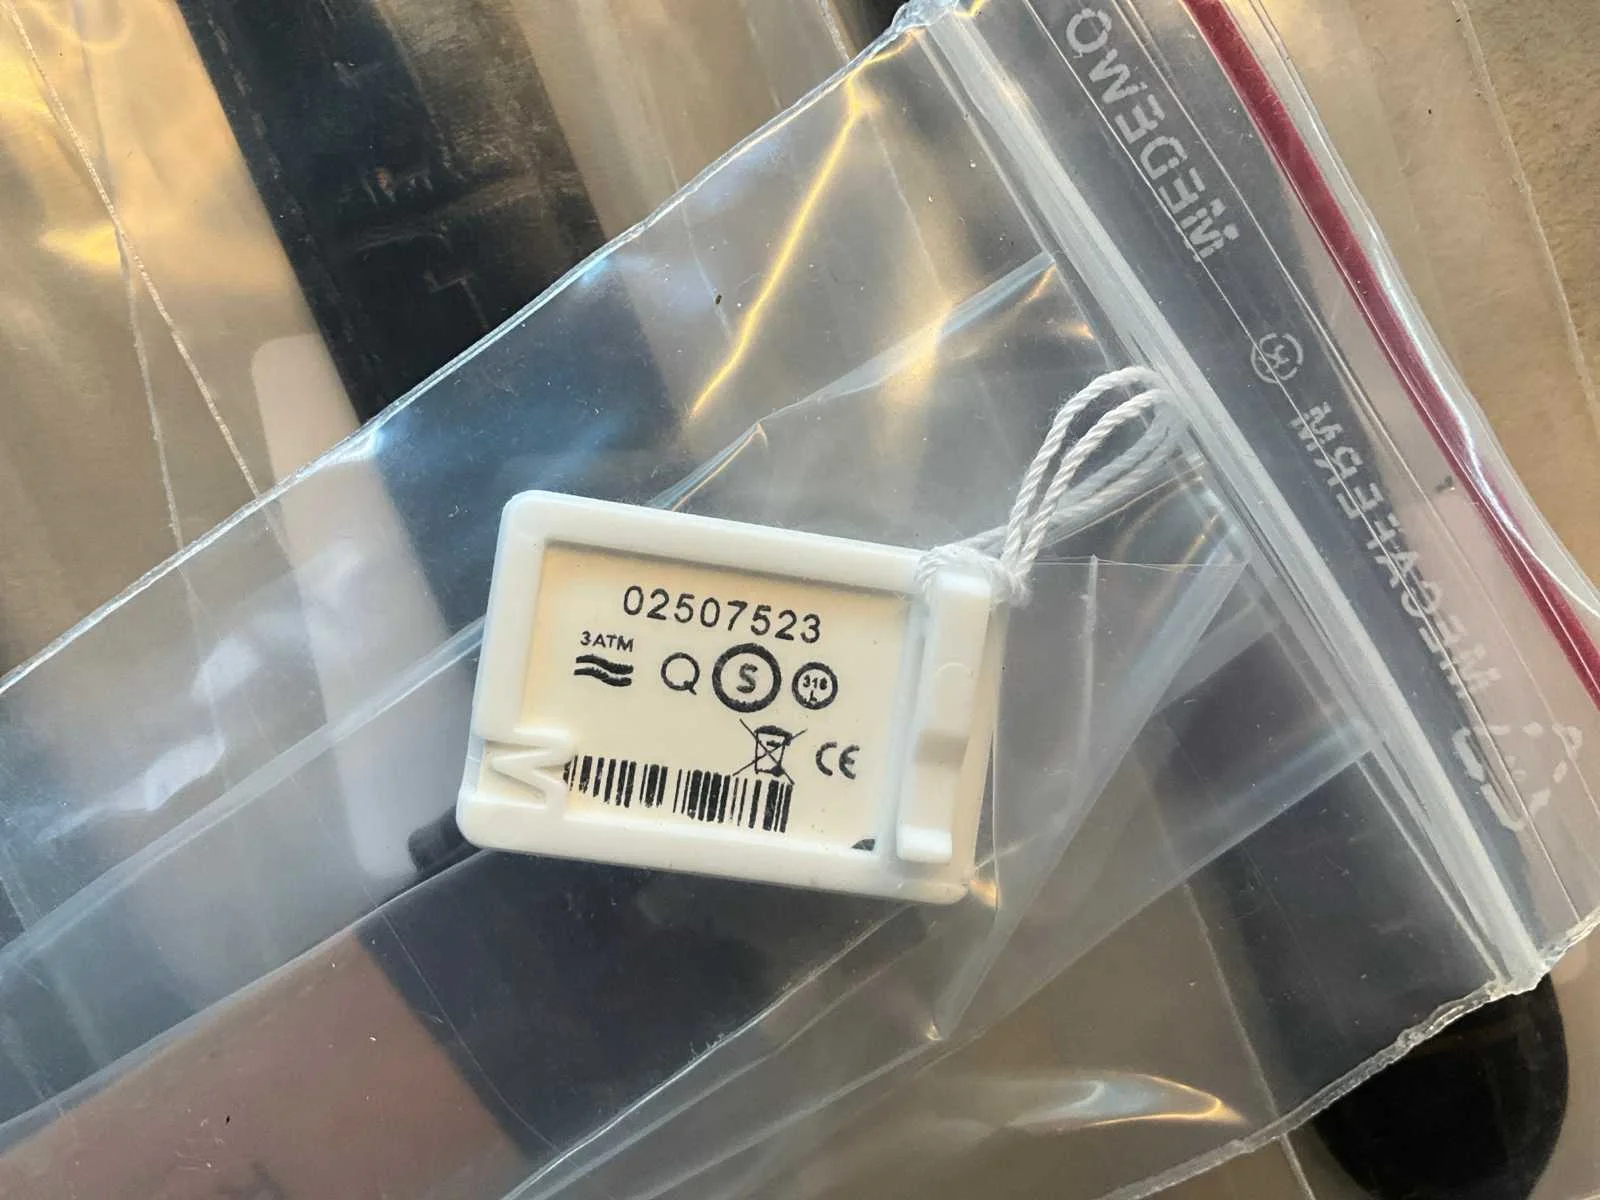 02507523
3ATM
Q S 316 L
CE
M
® MEDEWO